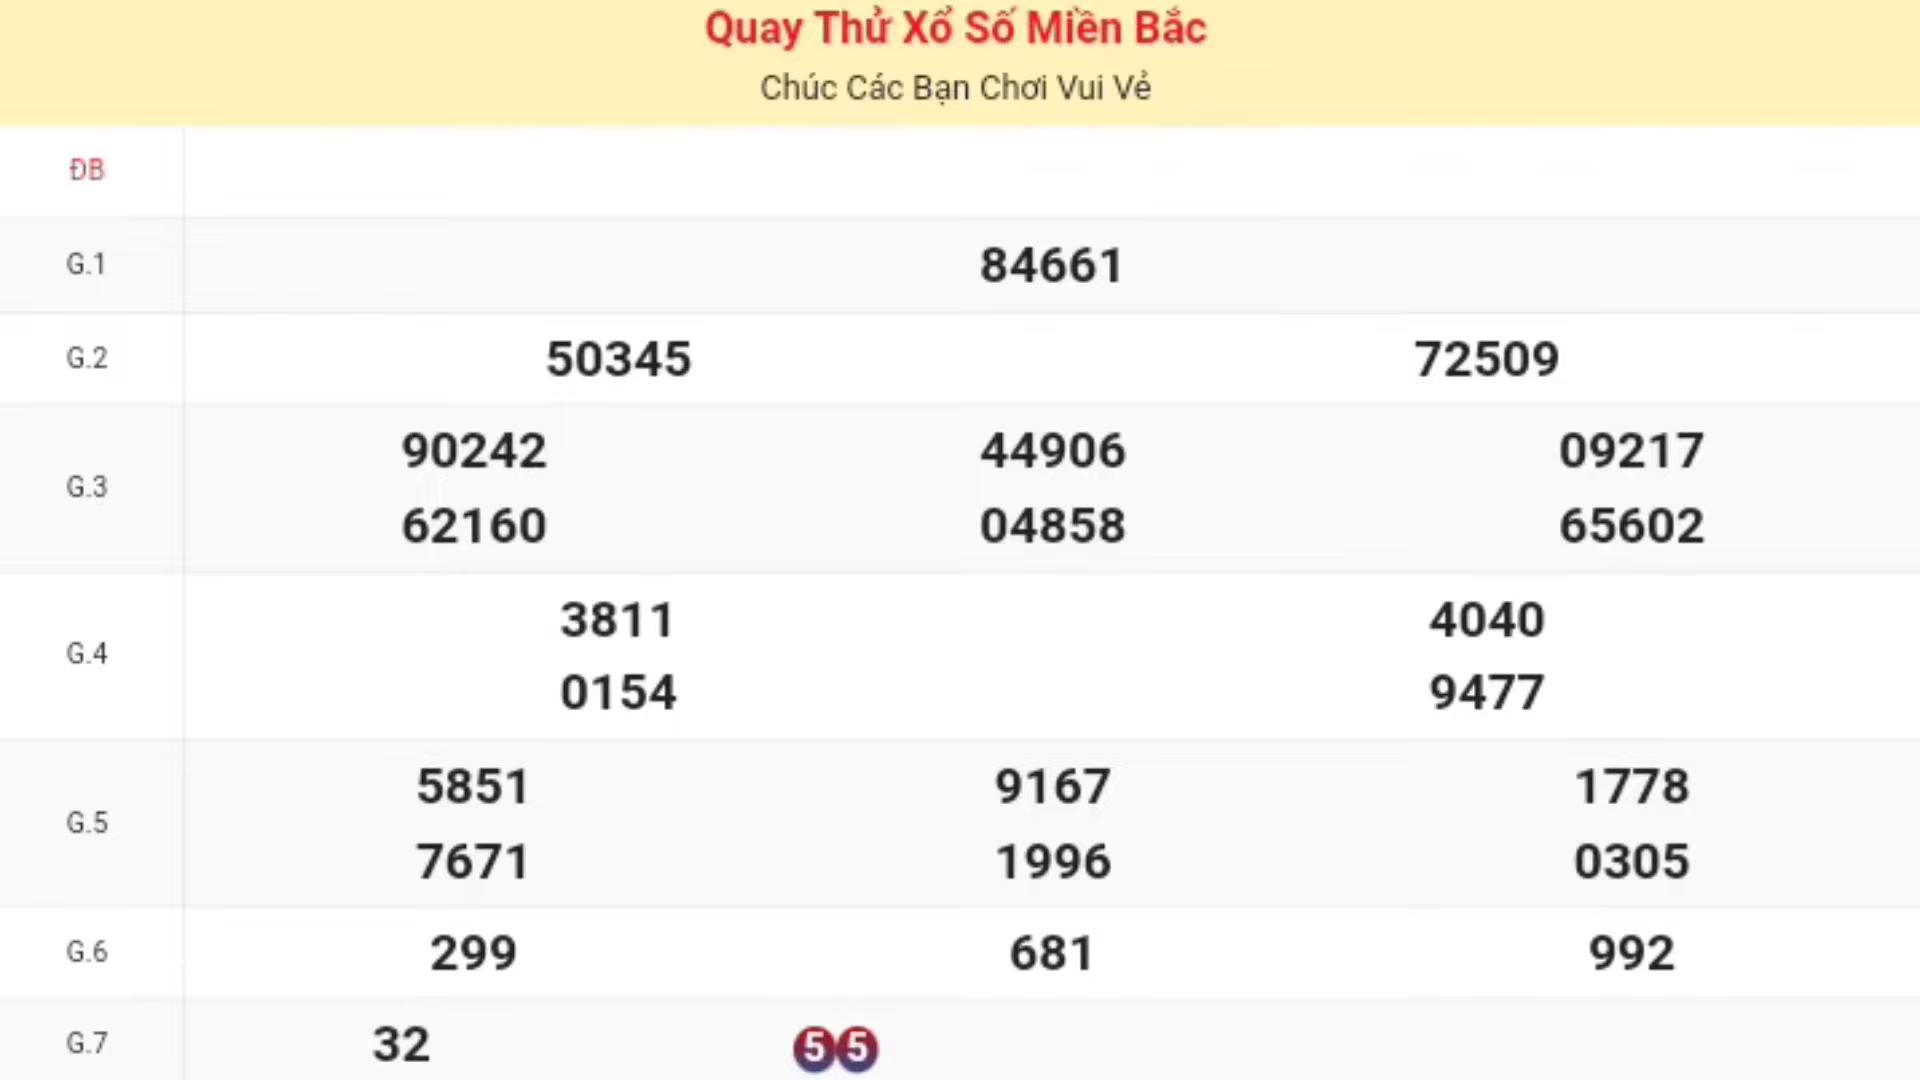 Quay Thử Xổ Số Miền Bắc
Chúc Các Bạn Chơi Vui Vẻ
ĐB
G.1 84661
G.2 50345 72509
G.3 90242 44906 09217
62160 04858 65602
G.4 3811 4040
0154 9477
G.5 5851 9167 1778
7671 1996 0305
G.6 299 681 992
G.7 32 55